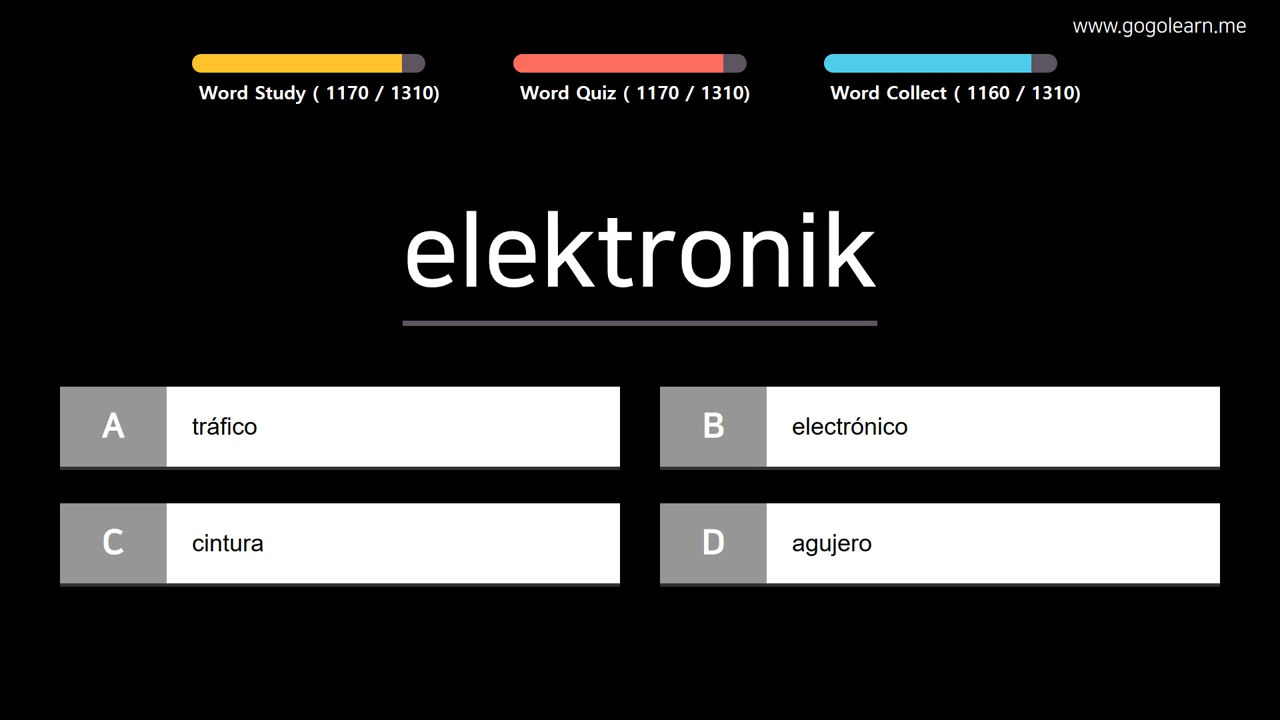 www.gogolearn.me
Word Study ( 1170 / 1310)
Word Quiz ( 1170 / 1310)
Word Collect ( 1160 / 1310)
elektronik
A tráfico
B electrónico
C cintura
D agujero